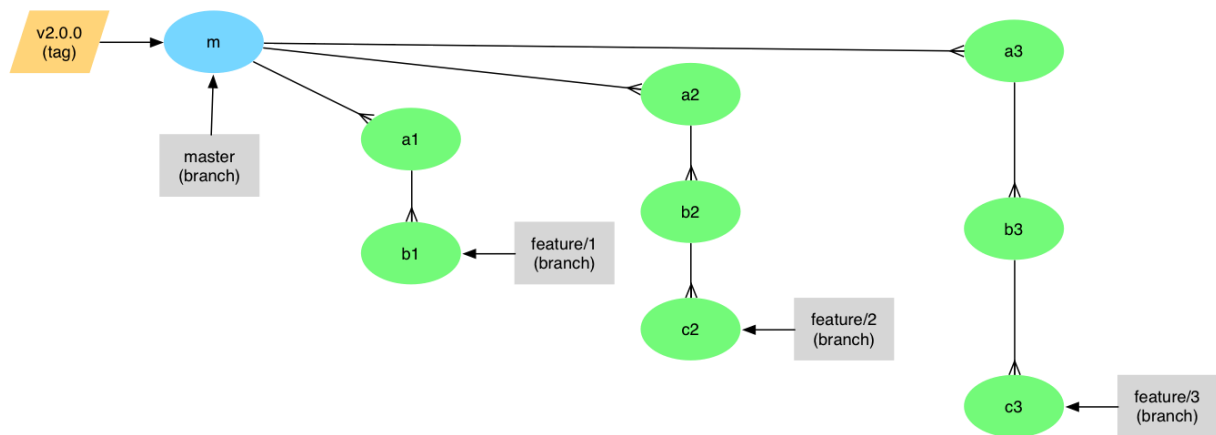 v2.0.0
(tag)
m
a3
a2
a1
master
(branch)
b2
b3
feature/1
(branch)
b1
feature/2
(branch)
c2
feature/3
(branch)
c3